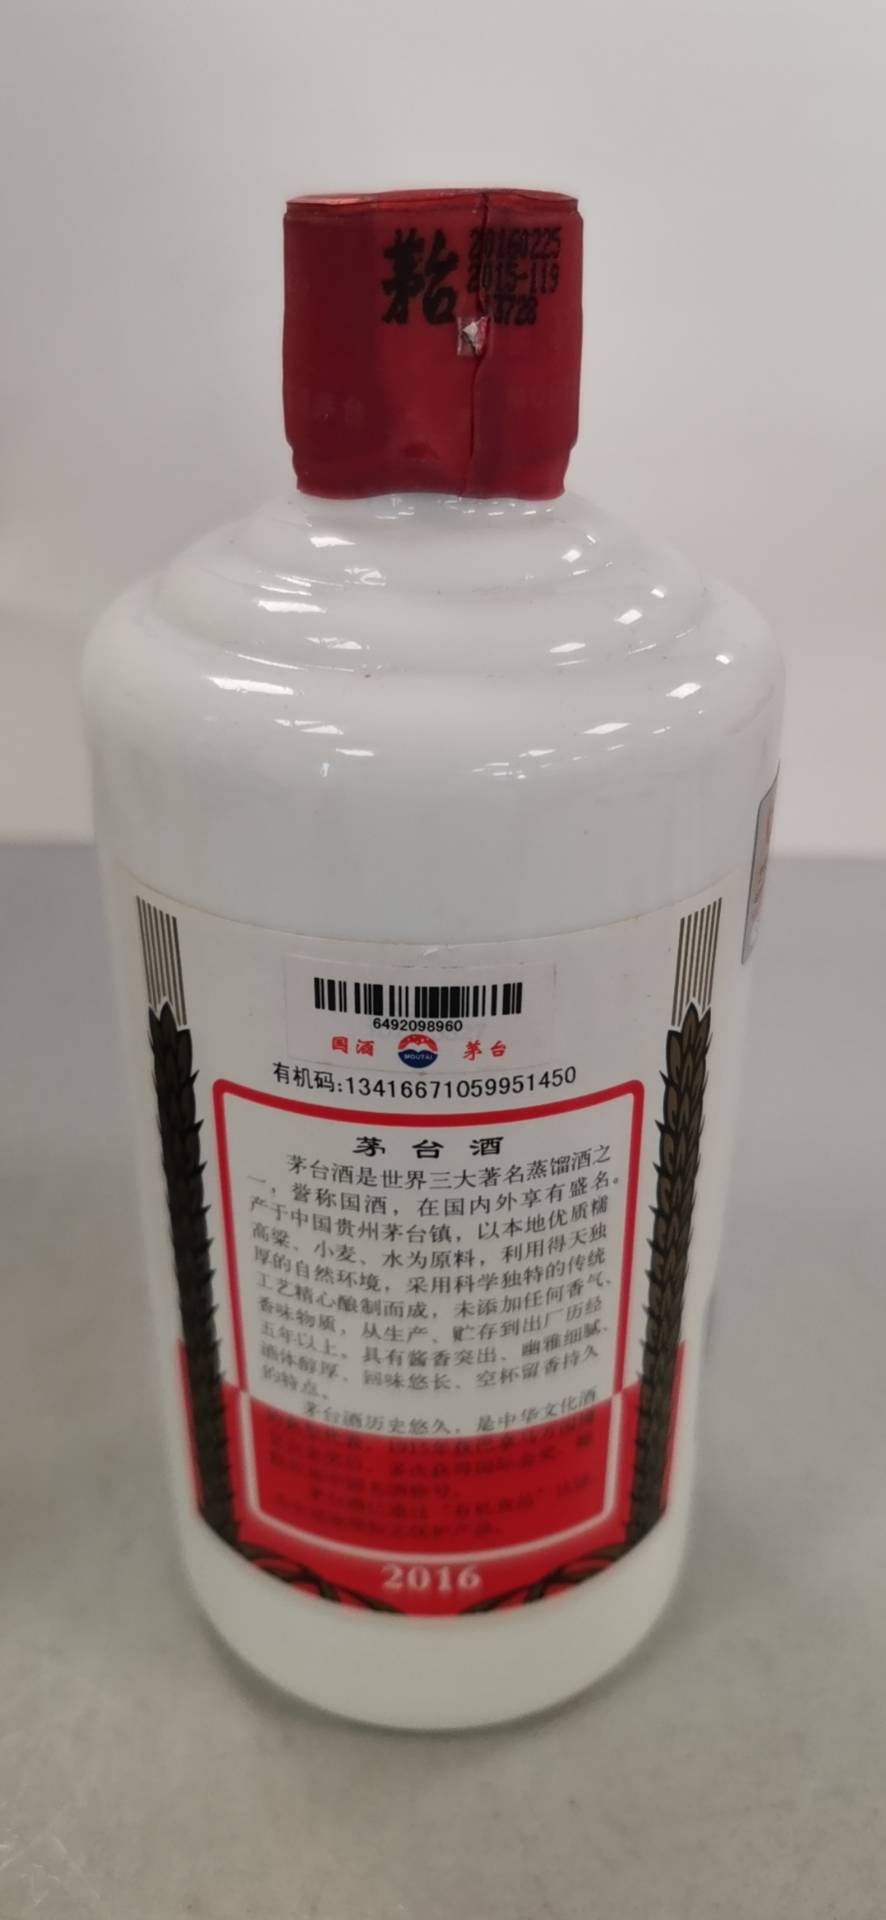 茅台
20160225
2015-119
6492098960
国酒
MOUTAI
茅台
有机码:13416671059951450
茅台酒
茅台酒是世界三大著名蒸馏酒之
一，誉称国酒，在国内外享有盛名。
产于中国贵州茅台镇，以本地优质糯
高粱、小麦、水为原料，利用得天独
厚的自然环境，采用科学独特的传统
工艺精心酿制而成，未添加任何香气、
香味物质，从生产、贮存到出厂历经
五年以上。具有酱香突出、幽雅细腻、
酒体醇厚、回味悠长、空杯留香持久
的特点。
茅台酒历史悠久，是中华文化酒
2016